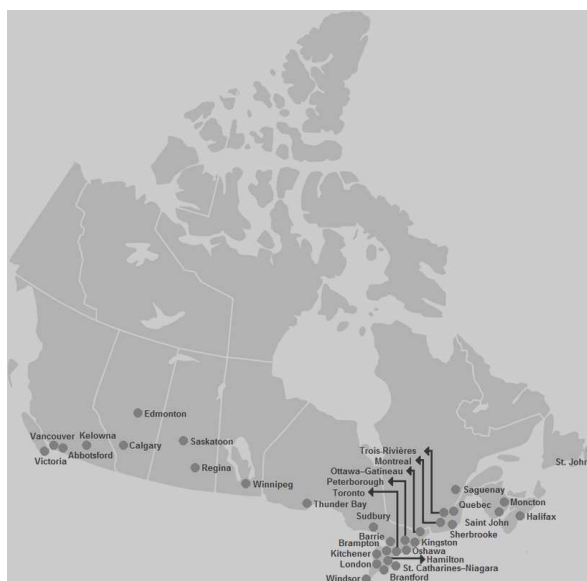 Edmonton
Vancouver
Kelowna
Calgary
Saskatoon
Abbotsford
Victoria
Regina
Winnipeg
Thunder Bay
Trois-Rivières
Montreal
Ottawa–Gatineau
Peterborough
Toronto
Sudbury
Barrie
Brampton
Kitchener
London
Windsor
Saguenay
Quebec
Moncton
Saint John
Halifax
Sherbrooke
Kingston
Oshawa
Hamilton
St. Catharines–Niagara
Brantford
St. John